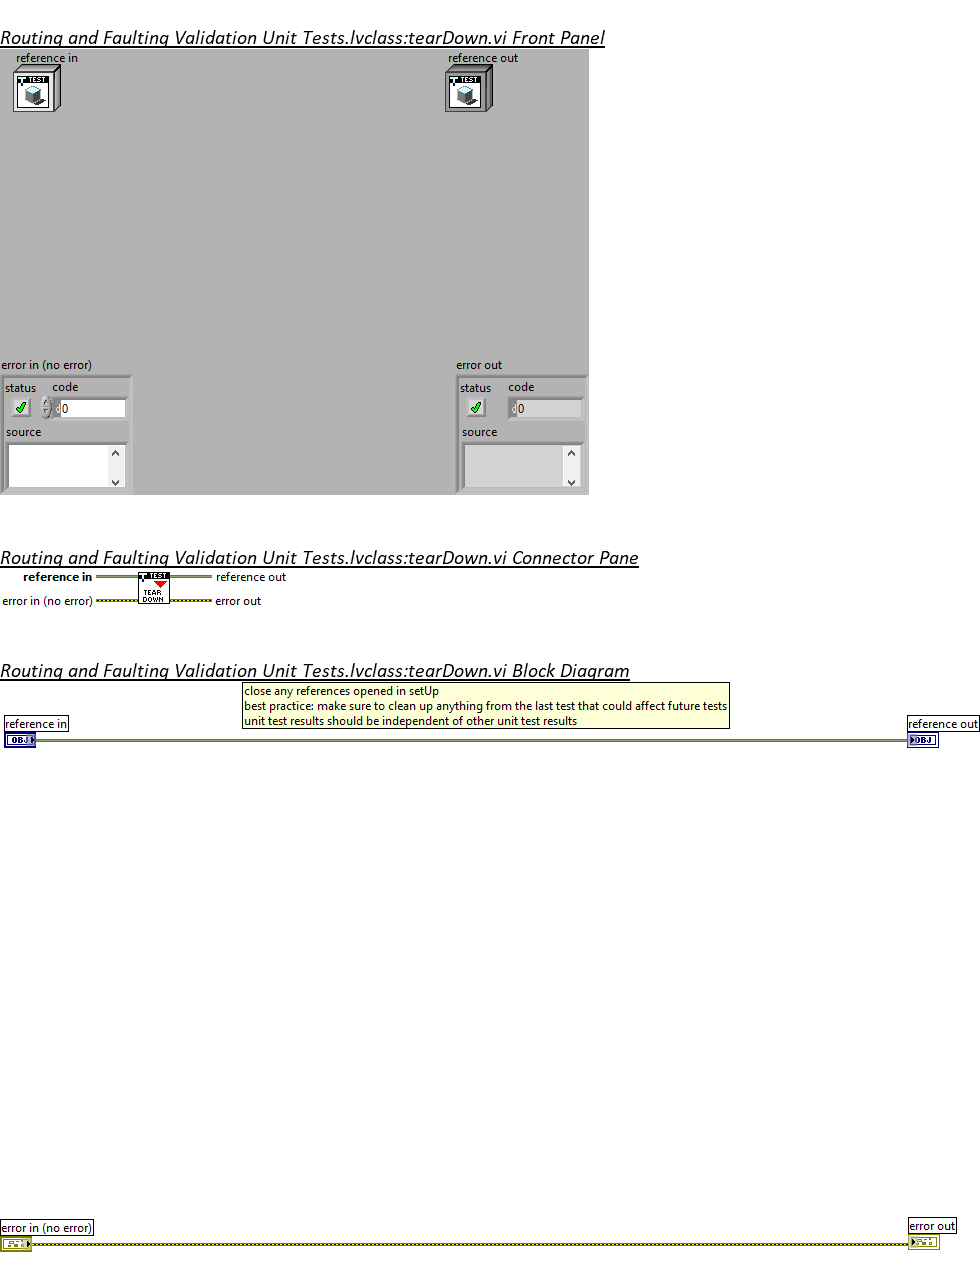 Routing and Faulting Validation Unit Tests.lvclass:tearDown.vi Front Panel
reference in
reference out
TEST
TEST
error in (no error)
error out
status
code
status
code
d
0
d
0
source
source
Routing and Faulting Validation Unit Tests.lvclass:tearDown.vi Connector Pane
reference in
TEST
reference out
TEAR
error in (no error)
DOWN
error out
Routing and Faulting Validation Unit Tests.lvclass:tearDown.vi Block Diagram
close any references opened in setUp
best practice: make sure to clean up anything from the last test that could affect future tests
unit test results should be independent of other unit test results
reference in
reference out
OBJ
OBJ
error in (no error)
error out